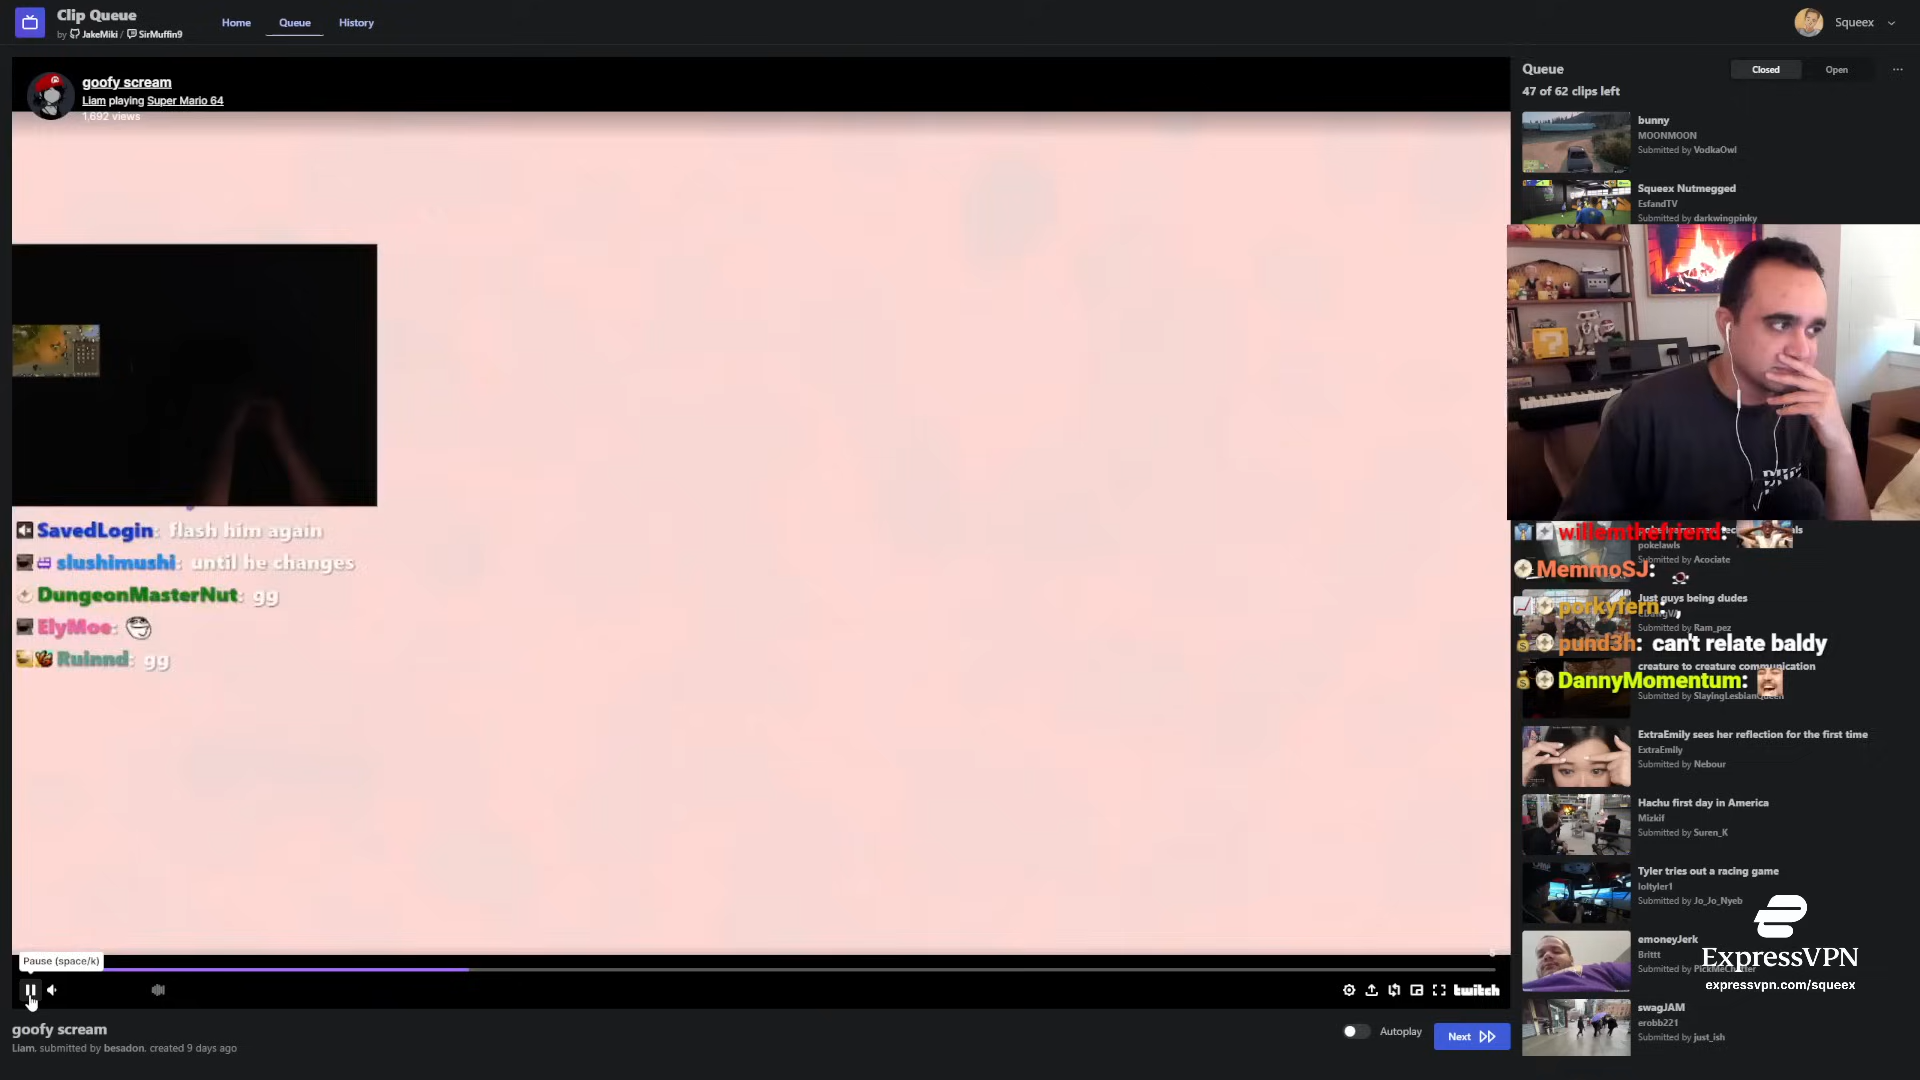 Clip Queue
by JakeMiki / SirMuffin9
Home
Queue
History
Squeex
goofy scream
Liam playing Super Mario 64
1,692 views
SavedLogin: flash him again
slushimushi: until he changes
DungeonMasterNut: gg
ElyMoe:
Ruinnd: gg
Pause (space/k)
twitch
goofy scream
Liam, submitted by besadon, created 9 days ago
Autoplay
Next
Queue
Closed
Open
47 of 62 clips left
bunny
MOONMOON
Submitted by VodkaOwl
Squeex Nutmegged
EsfandTV
Submitted by darkwingpinky
willemthefriend:
pokelawls
Submitted by Acociate
MemmoSJ:
Just guys being dudes
porkyfern: ,
Submitted by Ram_pez
pund3h: can't relate baldy
creature to creature communication
DannyMomentum:
Submitted by SlayingLesbianQueen
ExtraEmily sees her reflection for the first time
ExtraEmily
Submitted by Nebour
Hachu first day in America
Mizkif
Submitted by Suren_K
Tyler tries out a racing game
loltyler1
Submitted by Jo_Jo_Nyeb
emoneyJerk
Brittt
Submitted by
swagJAM
erobb221
Submitted by just_ish
ExpressVPN
expressvpn.com/squeex